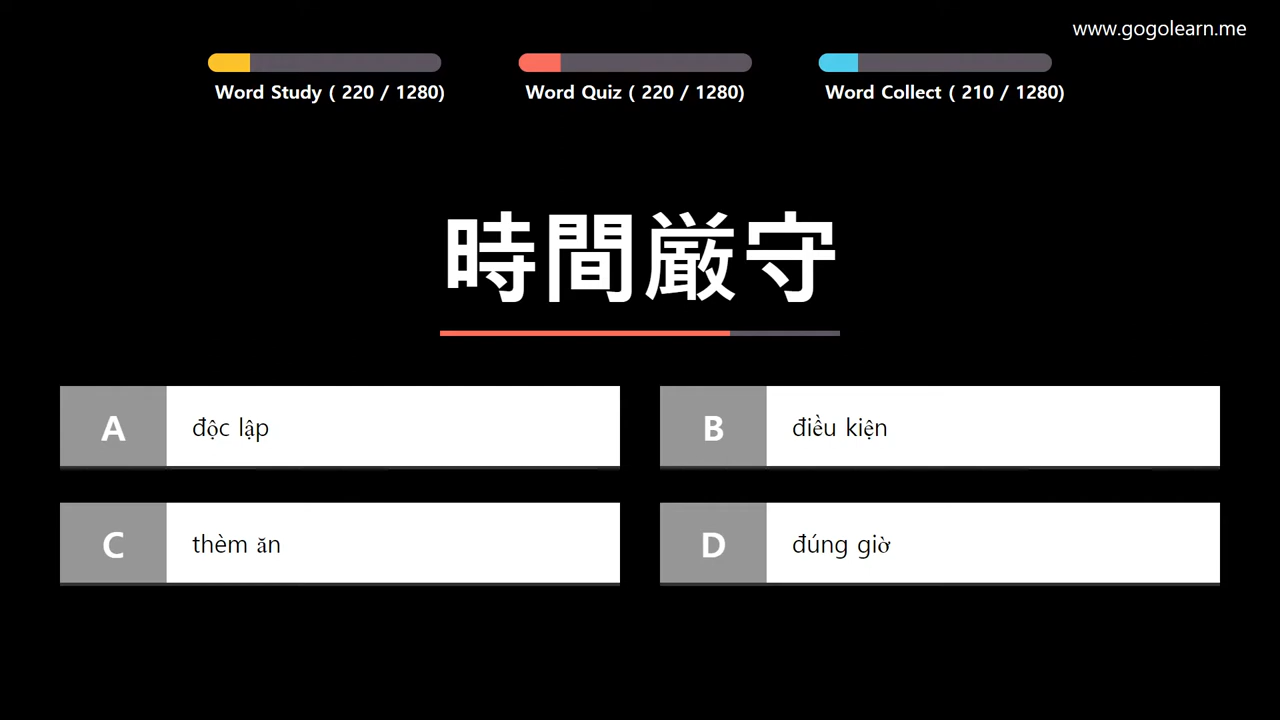 www.gogolearn.me
Word Study ( 220 / 1280)
Word Quiz ( 220 / 1280)
Word Collect ( 210 / 1280)
時間厳守
A độc lập
B điều kiện
C thèm ăn
D đúng giờ